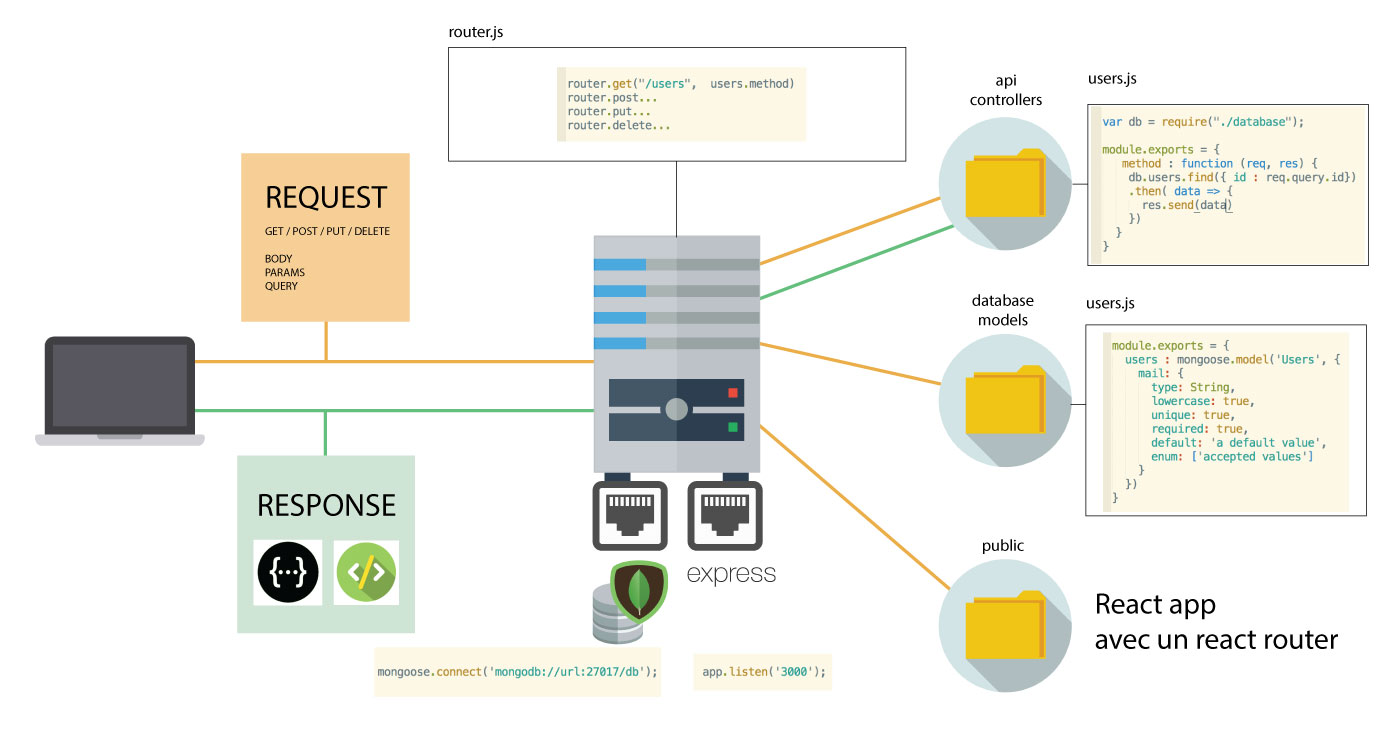 router.js
router.get("/users",  users.method)
router.post...
router.put...
router.delete...
REQUEST
GET / POST / PUT / DELETE
BODY
PARAMS
QUERY
RESPONSE
{...}
</>
express
mongoose.connect('mongodb://url:27017/db');
app.listen('3000');
api
controllers
users.js
var db = require("./database");
module.exports = {
method : function (req, res) {
db.users.find({ id : req.query.id})
.then( data => {
res.send(data)
})
}
}
database
models
users.js
module.exports = {
users : mongoose.model('Users', {
mail: {
type: String,
lowercase: true,
unique: true,
required: true,
default: 'a default value',
enum: ['accepted values']
}
})
}
public
React app
avec un react router